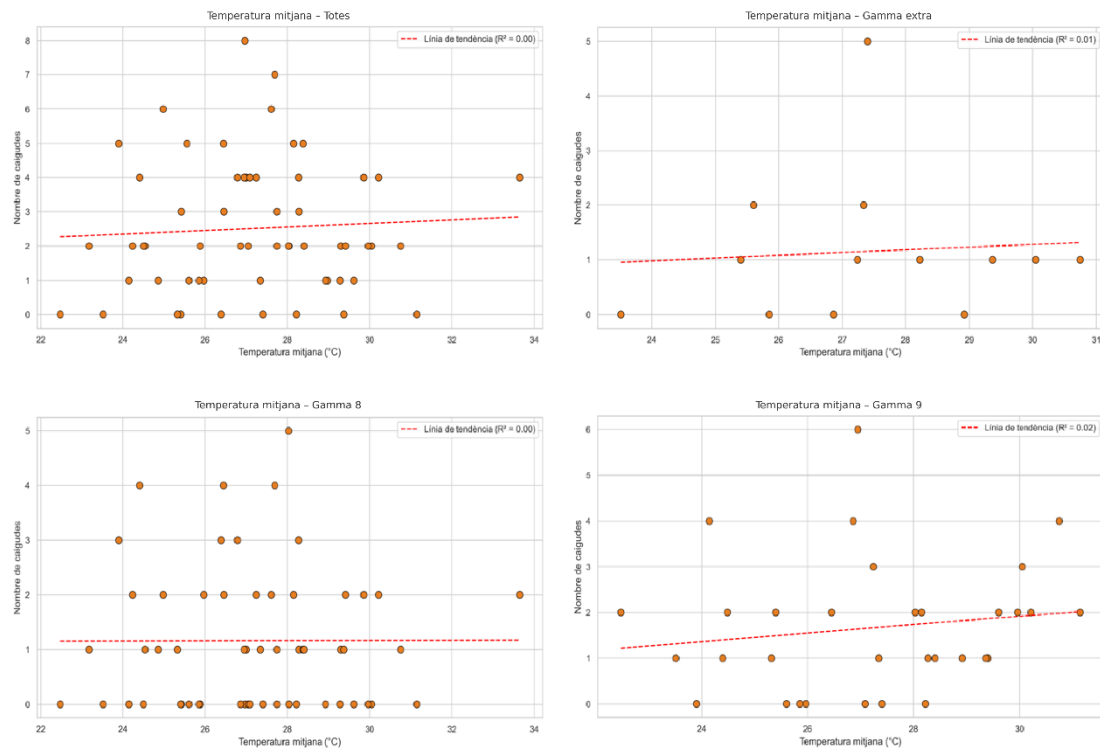 Temperatura mitjana – Totes
Línia de tendència (R² = 0.00)
Nombre de caigudes
8
7
6
5
4
3
2
1
0
22 24 26 28 30 32 34
Temperatura mitjana (°C)
Temperatura mitjana – Gamma extra
Línia de tendència (R² = 0.01)
Nombre de caigudes
5
4
3
2
1
0
24 25 26 27 28 29 30 31
Temperatura mitjana (°C)
Temperatura mitjana – Gamma 8
Línia de tendència (R² = 0.00)
Nombre de caigudes
5
4
3
2
1
0
22 24 26 28 30 32 34
Temperatura mitjana (°C)
Temperatura mitjana – Gamma 9
Línia de tendència (R² = 0.02)
Nombre de caigudes
6
5
4
3
2
1
0
24 26 28 30
Temperatura mitjana (°C)